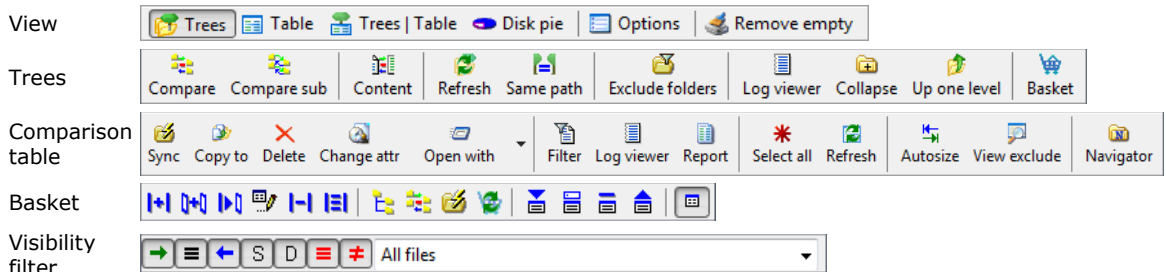 View Trees Table Trees | Table Disk pie Options Remove empty
Trees Compare Compare sub Content Refresh Same path Exclude folders Log viewer Collapse Up one level Basket
Comparison
table Sync Copy to Delete Change attr Open with Filter Log viewer Report Select all Refresh Autosize View exclude Navigator
Basket
Visibility
filter S D All files